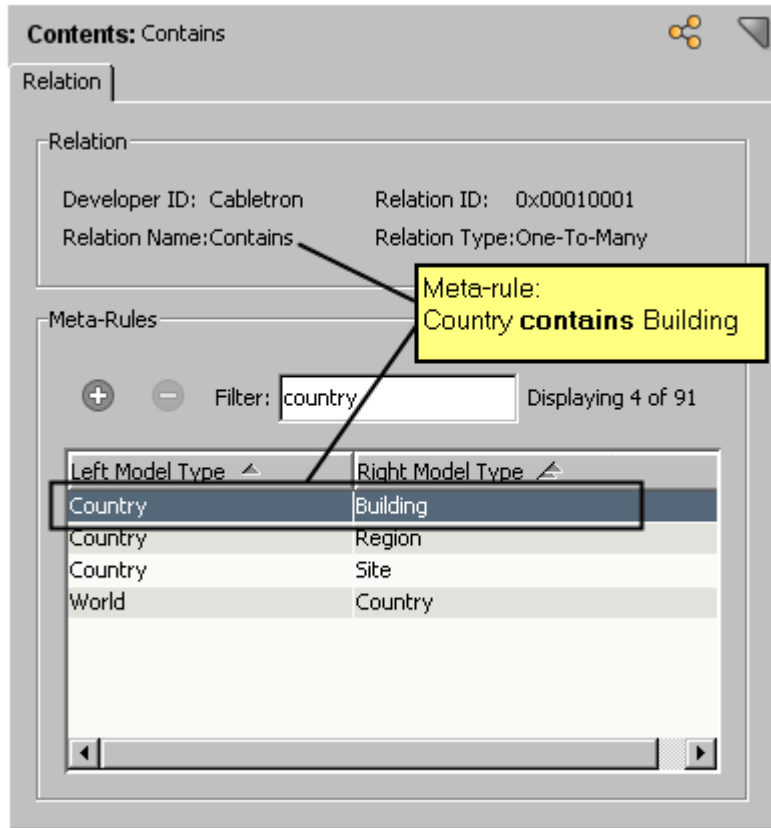 Contents: Contains
Relation
Relation
Developer ID: Cabletron Relation ID: 0x00010001
Relation Name:Contains Relation Type:One-To-Many
Meta-rule:
Country contains Building
Meta-Rules
Filter: country Displaying 4 of 91
Left Model Type Right Model Type
Country Building
Country Region
Country Site
World Country